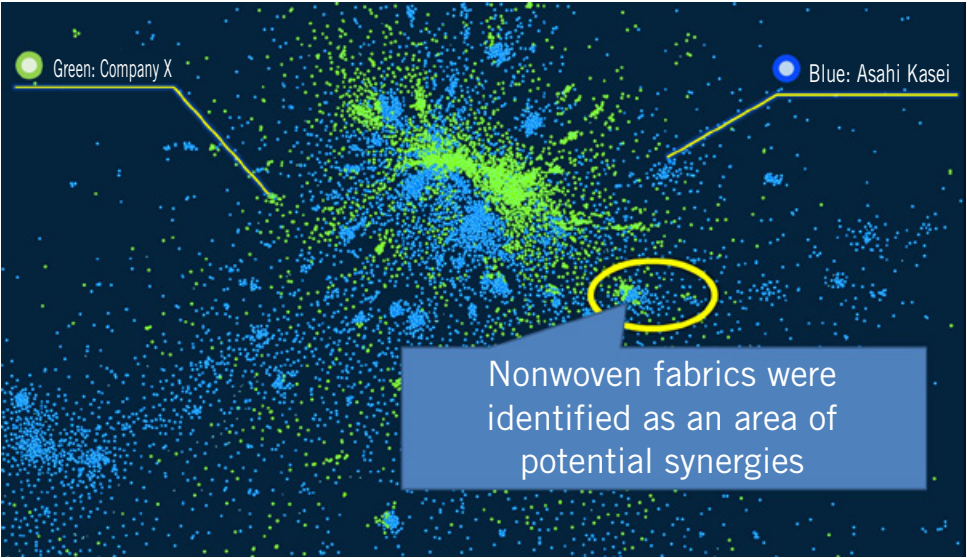 Green: Company X
Blue: Asahi Kasei
Nonwoven fabrics were
identified as an area of
potential synergies